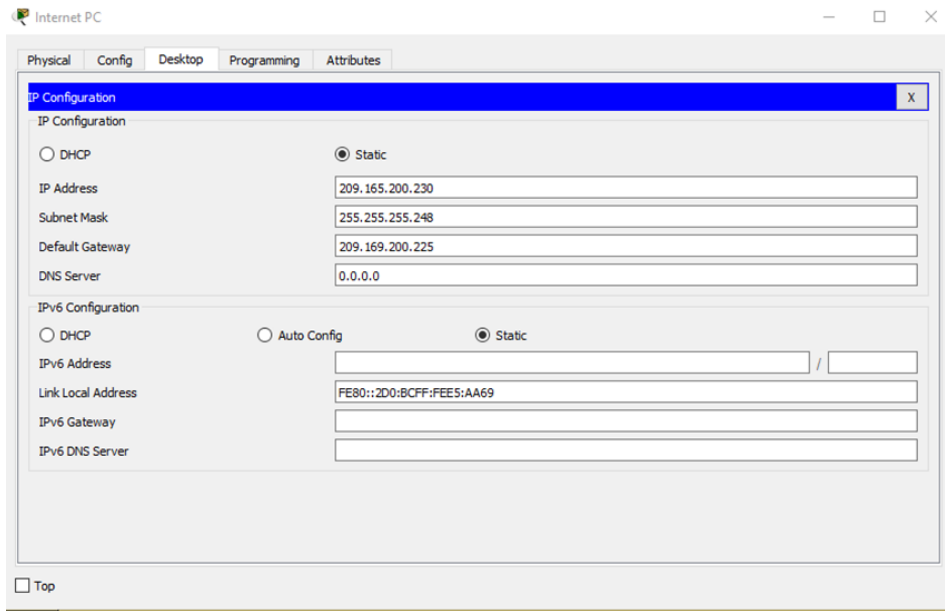 Internet PC
Physical Config Desktop Programming Attributes
IP Configuration X
IP Configuration
DHCP Static
IP Address 209.165.200.230
Subnet Mask 255.255.255.248
Default Gateway 209.169.200.225
DNS Server 0.0.0.0
IPv6 Configuration
DHCP Auto Config Static
IPv6 Address /
Link Local Address FE80::2D0:BCFF:FEE5:AA69
IPv6 Gateway
IPv6 DNS Server
Top